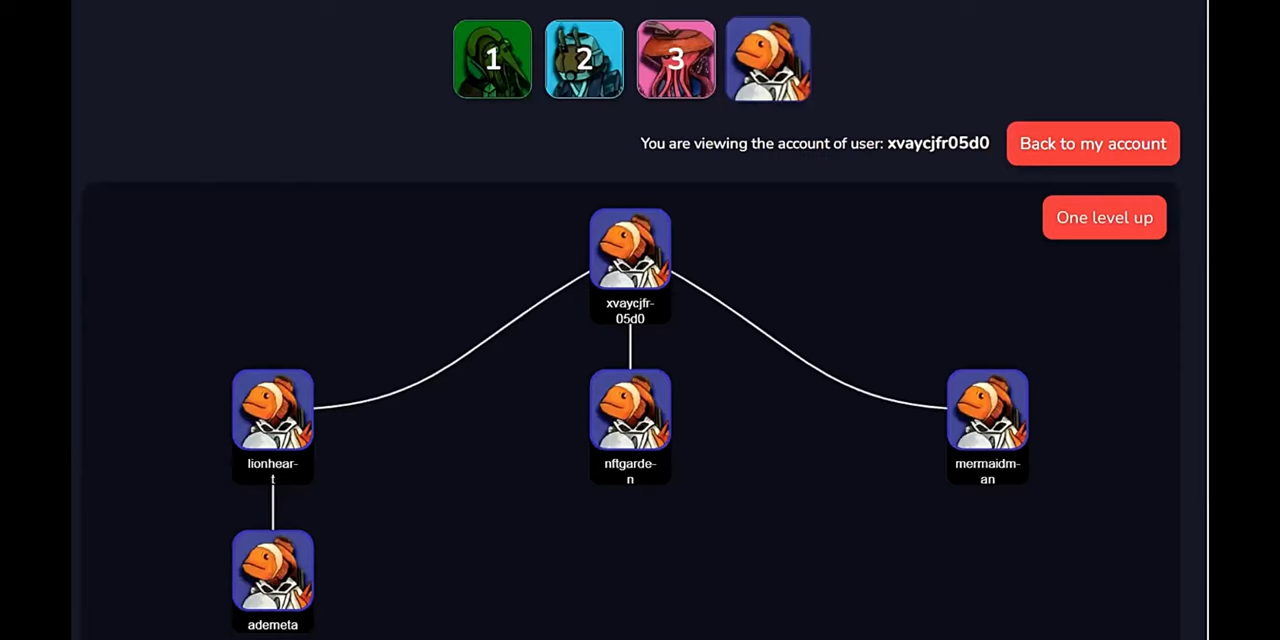 1 2 3
You are viewing the account of user: xvaycjfr05d0 Back to my account
One level up
xvaycjfr-
05d0
lionhear-
t
nftgarde-
n
mermaidm-
an
ademeta